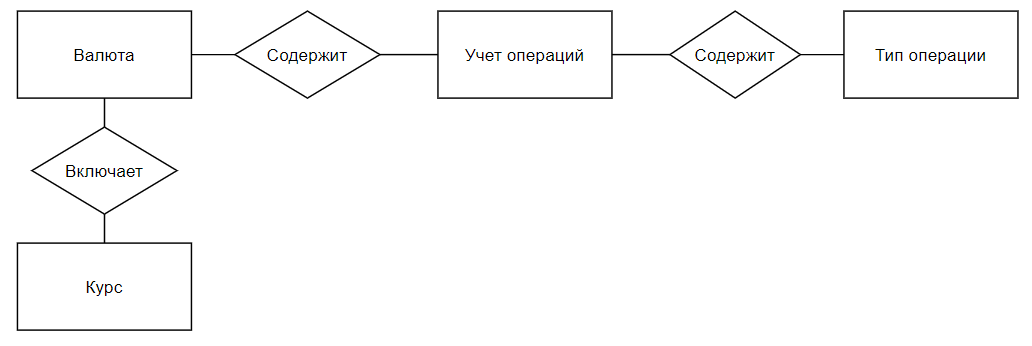 Валюта
Содержит
Учет операций
Содержит
Тип операции
Включает
Курс